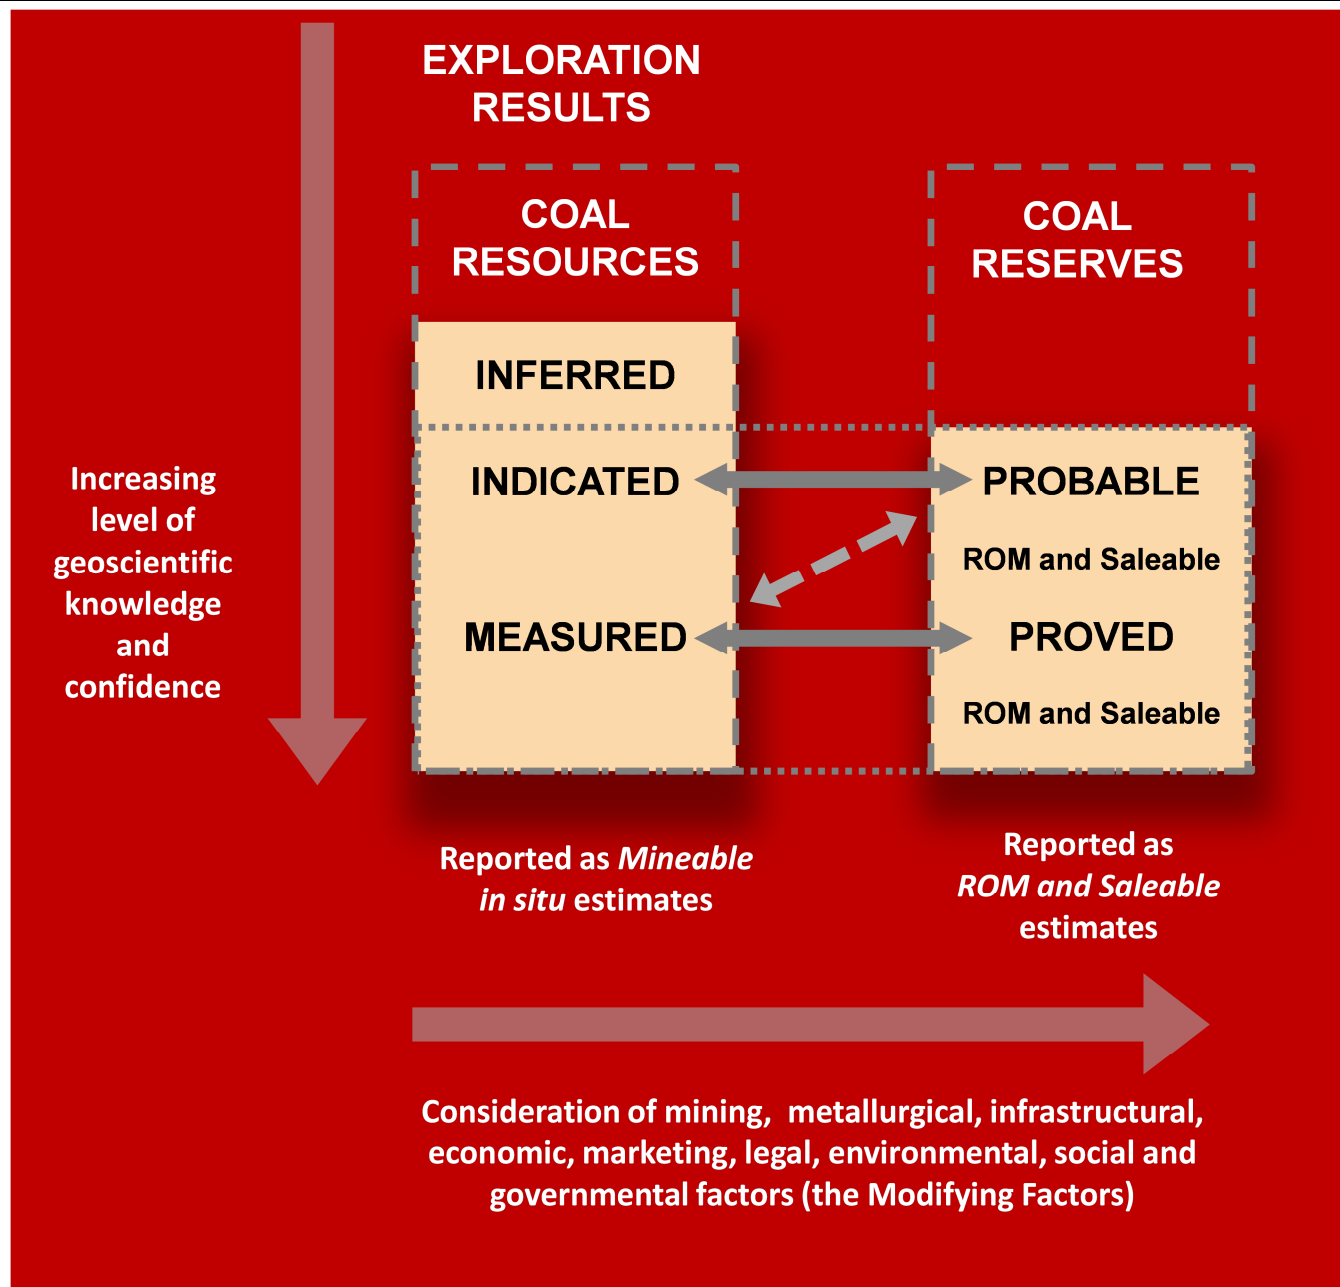 EXPLORATION
RESULTS
COAL
RESOURCES
COAL
RESERVES
INFERRED
INDICATED
PROBABLE
ROM and Saleable
MEASURED
PROVED
ROM and Saleable
Increasing
level of
geoscientific
knowledge
and
confidence
Reported as Mineable
in situ estimates
Reported as
ROM and Saleable
estimates
Consideration of mining,  metallurgical, infrastructural,
economic, marketing, legal, environmental, social and
governmental factors (the Modifying Factors)